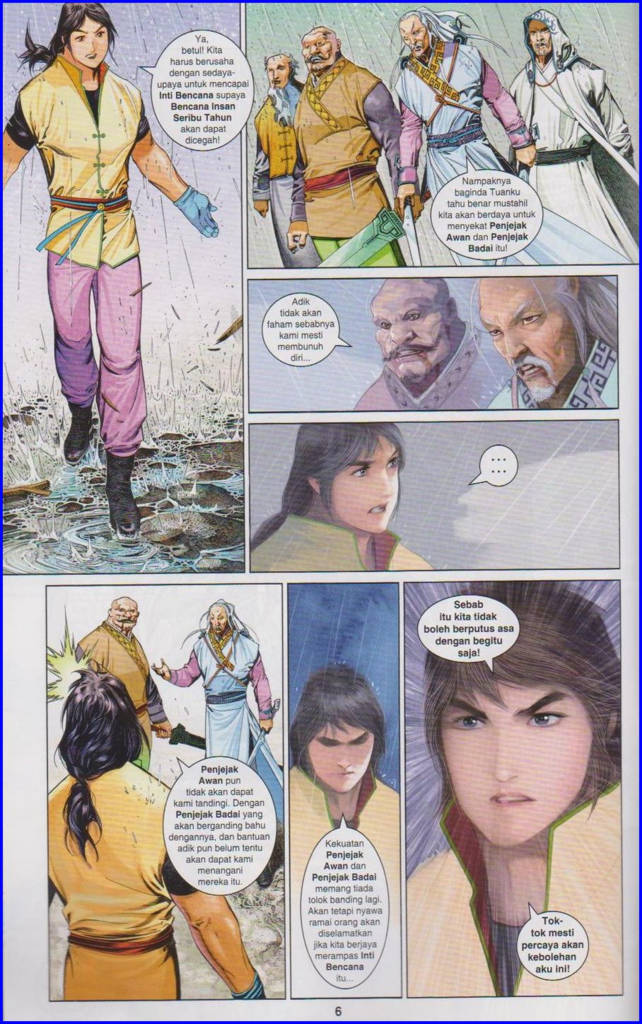 Ya,
betul! Kita
harus berusaha
dengan sedaya-
upaya untuk mencapai
Inti Bencana supaya
Bencana Insan
Seribu Tahun
akan dapat
dicegah!
Nampaknya
baginda Tuanku
tahu benar mustahil
kita akan berdaya untuk
menyekat Penjejak
Awan dan Penjejak
Badai itu!
Adik
tidak akan
faham sebabnya
kami mesti
membunuh
diri...
...
...
Penjejak
Awan pun
tidak akan dapat
kami tandingi. Dengan
Penjejak Badai yang
akan berganding bahu
dengannya, dan bantuan
adik pun belum tentu
akan dapat kami
menangani
mereka itu.
Kekuatan
Penjejak
Awan dan
Penjejak Badai
memang tiada
tolok banding lagi.
Akan tetapi nyawa
ramai orang akan
diselamatkan
jika kita berjaya
merampas Inti
Bencana
itu...
Sebab
itu kita tidak
boleh berputus asa
dengan begitu
saja!
Tok-
tok mesti
percaya akan
kebolehan
aku ini!
6